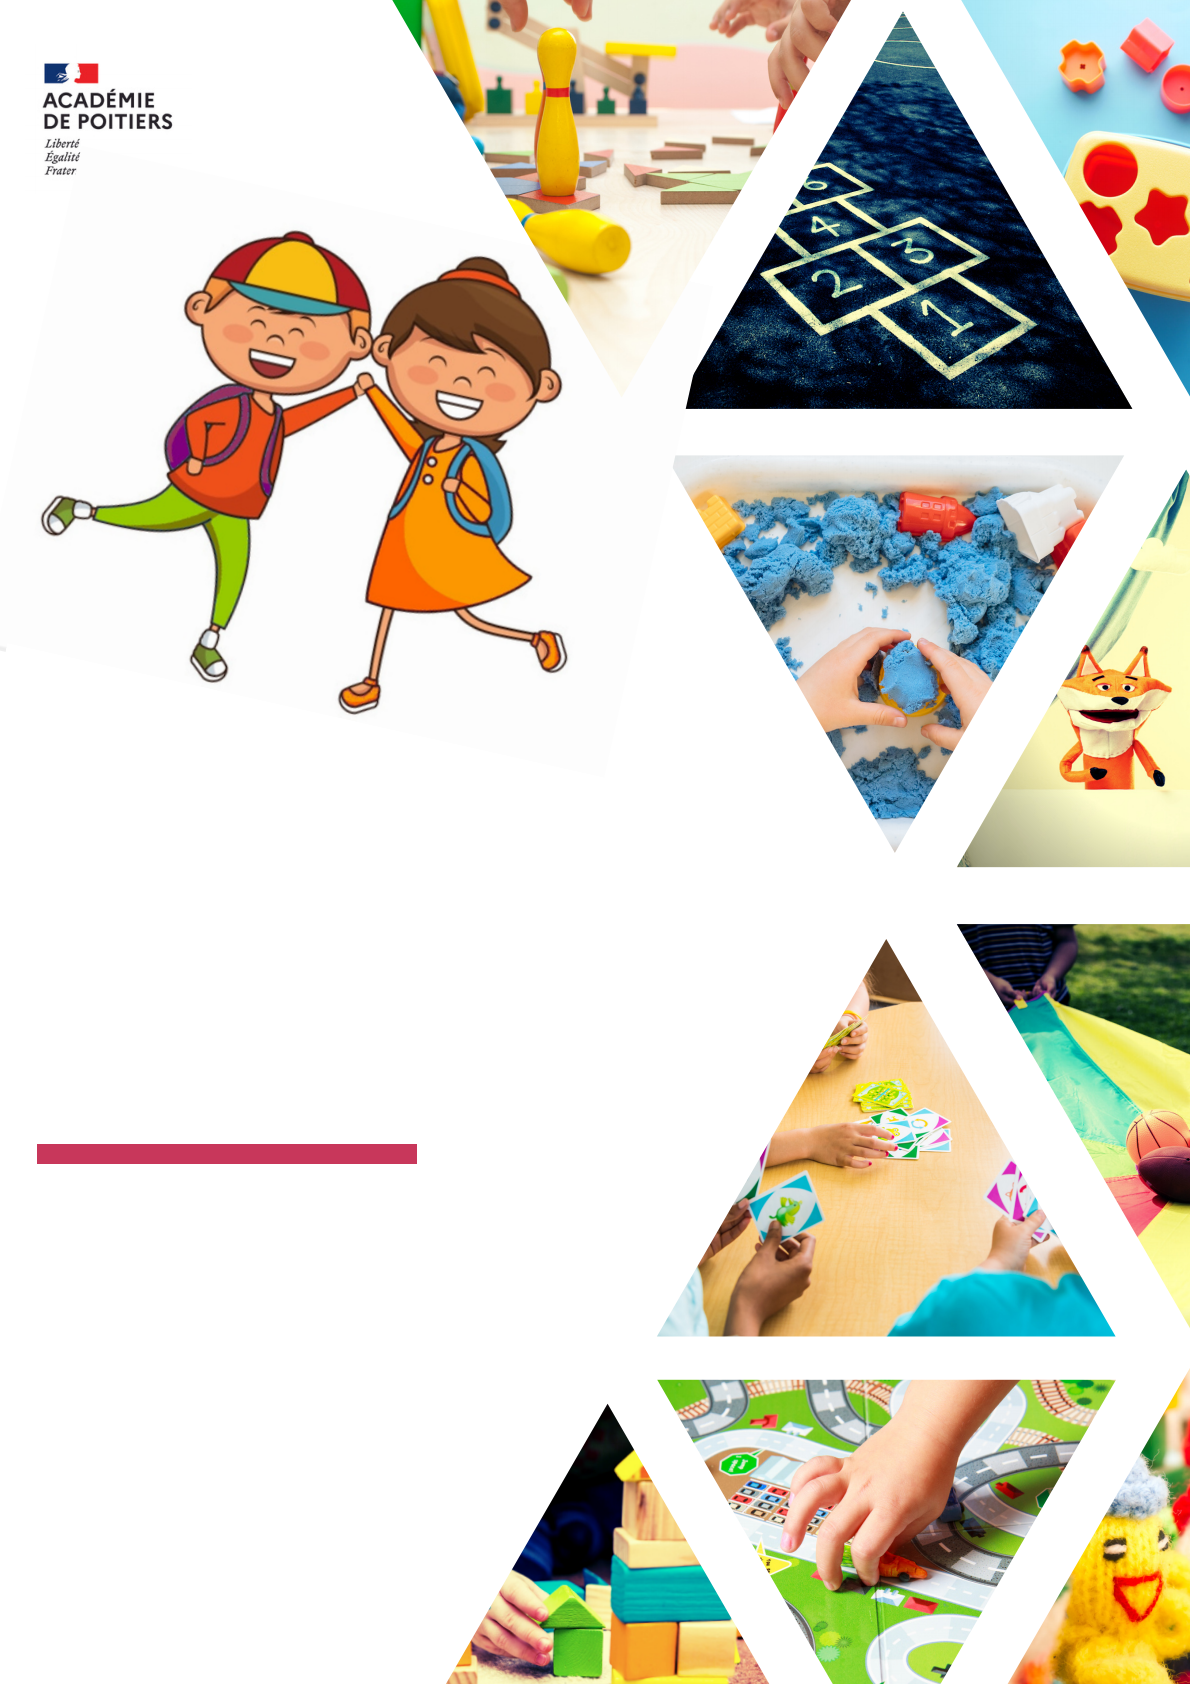 ACADÉMIE
DE POITIERS
Liberté
Égalité
Frater
6
4
3
2
1